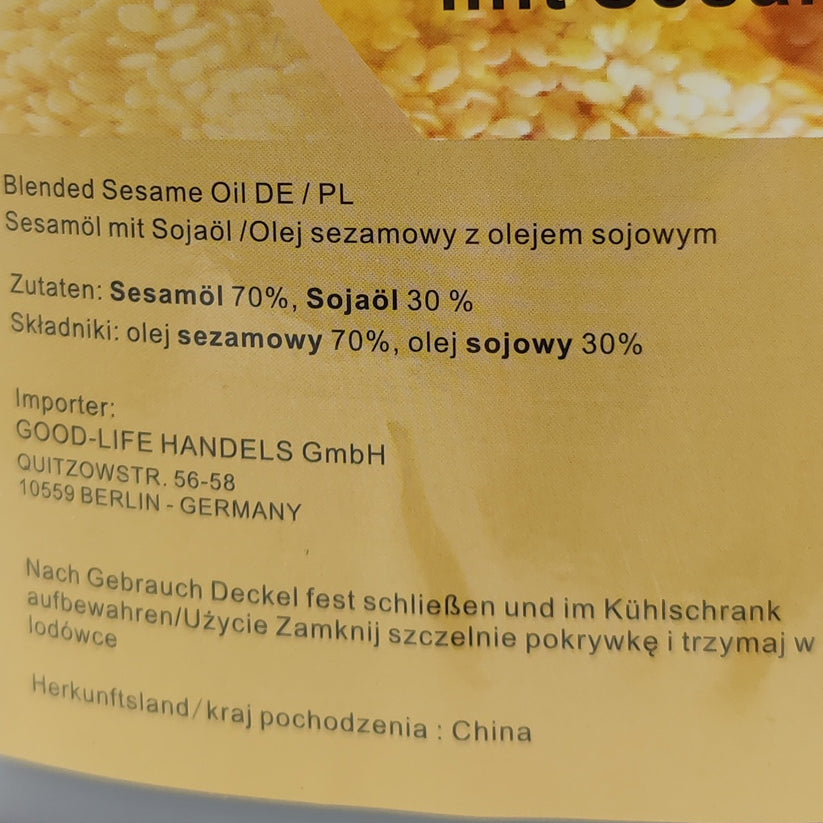 Blended Sesame Oil DE / PL
Sesamöl mit Sojaöl /Olej sezamowy z olejem sojowym
Zutaten: Sesamöl 70%, Sojaöl 30 %
Składniki: olej sezamowy 70%, olej sojowy 30%
Importer:
GOOD-LIFE HANDELS GmbH
QUITZOWSTR. 56-58
10559 BERLIN - GERMANY
Nach Gebrauch Deckel fest schließen und im Kühlschrank
aufbewahren/Użycie Zamknij szczelnie pokrywkę i trzymaj w
lodówce
Herkunftsland/kraj pochodzenia : China